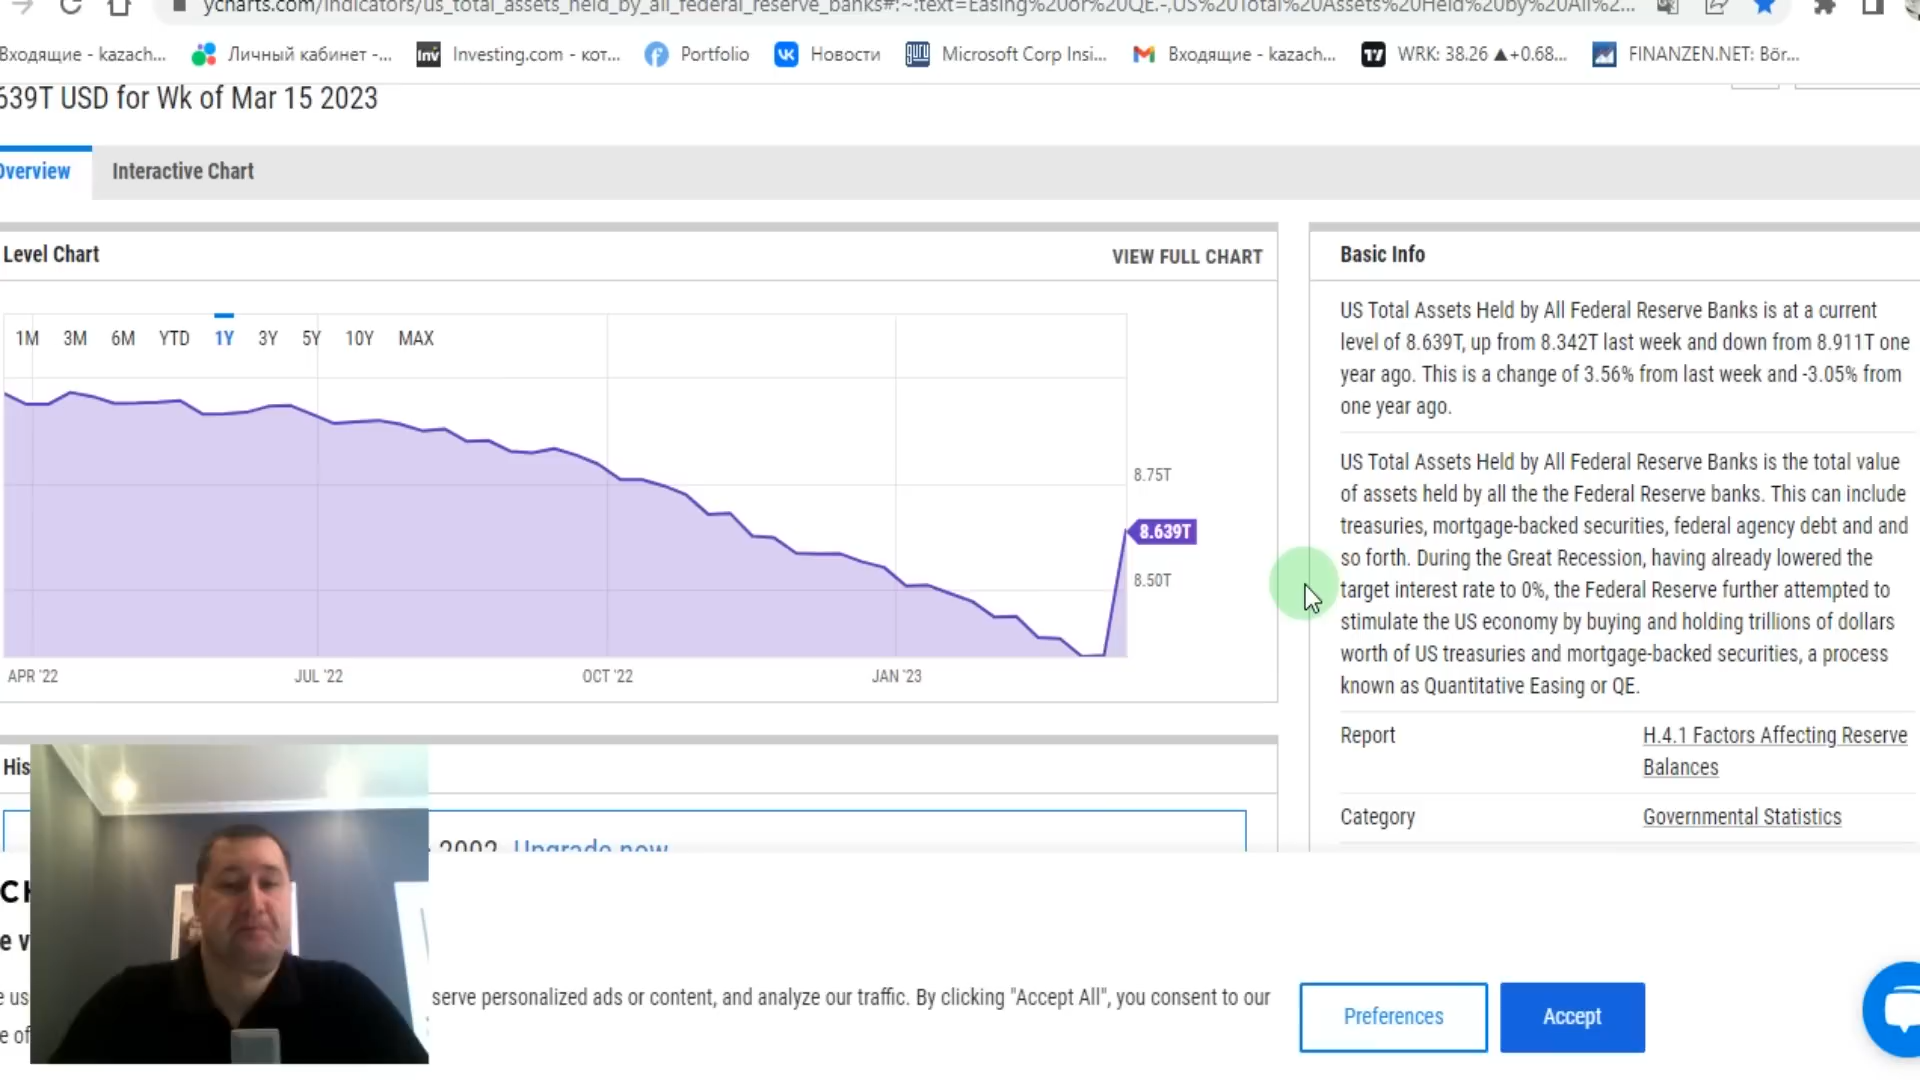 ycharts.com/indicators/us_total_assets_held_by_all_federal_reserve_banks#:~:text=Easing%20or%20QE.-,US%20Total%20Assets%20Held%20by%20All%2...
Входящие - kazach...
Личный кабинет -...
Inv Investing.com - кот...
Portfolio
Новости
guru Microsoft Corp Insi...
Входящие - kazach...
WRK: 38.26 ▲+0.68...
FINANZEN.NET: Bör...
639T USD for Wk of Mar 15 2023
Overview
Interactive Chart
Level Chart
VIEW FULL CHART
1M 3M 6M YTD 1Y 3Y 5Y 10Y MAX
8.75T
8.639T
8.50T
APR '22
JUL '22
OCT '22
JAN '23
Basic Info
US Total Assets Held by All Federal Reserve Banks is at a current
level of 8.639T, up from 8.342T last week and down from 8.911T one
year ago. This is a change of 3.56% from last week and -3.05% from
one year ago.
US Total Assets Held by All Federal Reserve Banks is the total value
of assets held by all the the Federal Reserve banks. This can include
treasuries, mortgage-backed securities, federal agency debt and and
so forth. During the Great Recession, having already lowered the
target interest rate to 0%, the Federal Reserve further attempted to
stimulate the US economy by buying and holding trillions of dollars
worth of US treasuries and mortgage-backed securities, a process
known as Quantitative Easing or QE.
Report
H.4.1 Factors Affecting Reserve
Balances
Category
Governmental Statistics
His
2002. Upgrade now
CH
e v
e us
serve personalized ads or content, and analyze our traffic. By clicking "Accept All", you consent to our
e of
Preferences
Accept